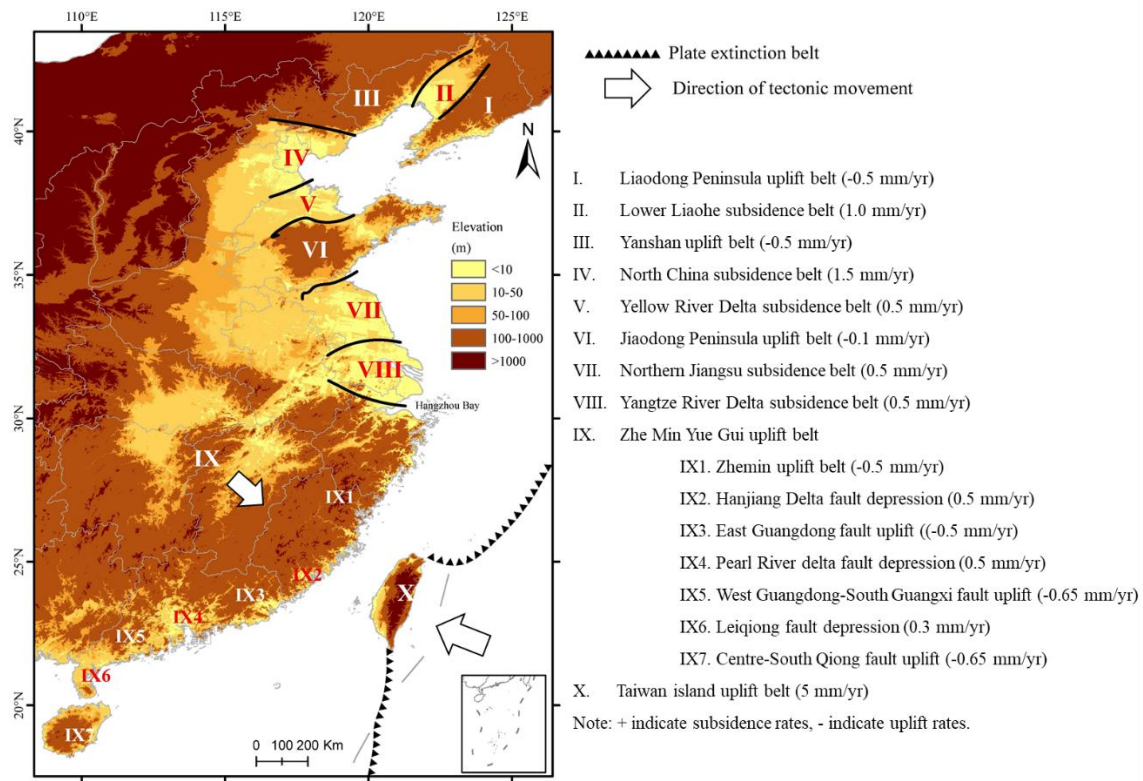 110°E 115°E 120°E 125°E
40°N
35°N
30°N
25°N
20°N
N
Elevation
(m)
<10
10-50
50-100
100-1000
>1000
I
II
III
IV
V
VI
VII
VIII
Hangzhou Bay
IX
IX1
IX2
IX3
IX4
IX5
IX6
IX7
X
0 100 200 Km
Plate extinction belt
Direction of tectonic movement
I. Liaodong Peninsula uplift belt (-0.5 mm/yr)
II. Lower Liaohe subsidence belt (1.0 mm/yr)
III. Yanshan uplift belt (-0.5 mm/yr)
IV. North China subsidence belt (1.5 mm/yr)
V. Yellow River Delta subsidence belt (0.5 mm/yr)
VI. Jiaodong Peninsula uplift belt (-0.1 mm/yr)
VII. Northern Jiangsu subsidence belt (0.5 mm/yr)
VIII. Yangtze River Delta subsidence belt (0.5 mm/yr)
IX. Zhe Min Yue Gui uplift belt
IX1. Zhemin uplift belt (-0.5 mm/yr)
IX2. Hanjiang Delta fault depression (0.5 mm/yr)
IX3. East Guangdong fault uplift ((-0.5 mm/yr)
IX4. Pearl River delta fault depression (0.5 mm/yr)
IX5. West Guangdong-South Guangxi fault uplift (-0.65 mm/yr)
IX6. Leiqiong fault depression (0.3 mm/yr)
IX7. Centre-South Qiong fault uplift (-0.65 mm/yr)
X. Taiwan island uplift belt (5 mm/yr)
Note: + indicate subsidence rates, - indicate uplift rates.